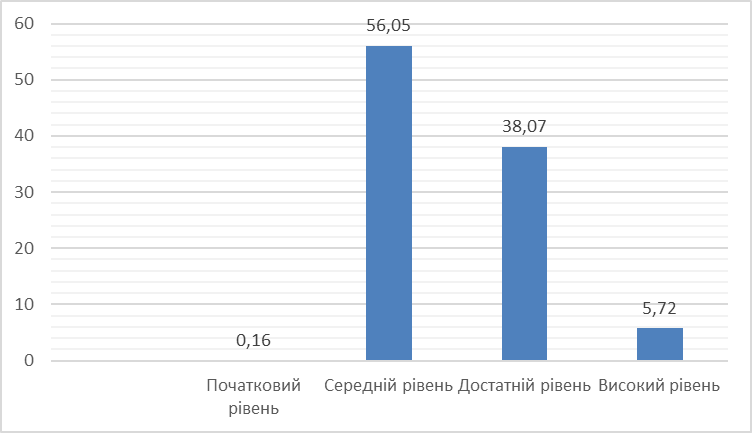 60
50
40
30
20
10
0
0,16
56,05
38,07
5,72
Початковий
рівень
Середній рівень
Достатній рівень
Високий рівень